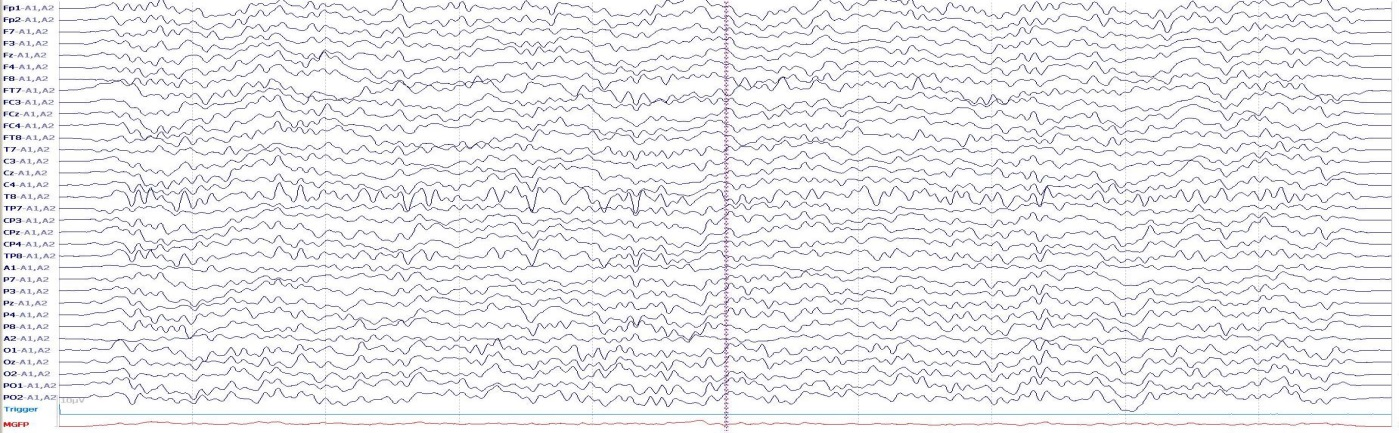 Fp1-A1,A2
Fp2-A1,A2
F7-A1,A2
F3-A1,A2
Fz-A1,A2
F4-A1,A2
F8-A1,A2
FT7-A1,A2
FC3-A1,A2
FCz-A1,A2
FC4-A1,A2
FT8-A1,A2
T7-A1,A2
C3-A1,A2
Cz-A1,A2
C4-A1,A2
T8-A1,A2
TP7-A1,A2
CP3-A1,A2
CPz-A1,A2
CP4-A1,A2
TP8-A1,A2
A1-A1,A2
P7-A1,A2
P3-A1,A2
Pz-A1,A2
P4-A1,A2
P8-A1,A2
A2-A1,A2
O1-A1,A2
Oz-A1,A2
O2-A1,A2
PO1-A1,A2
PO2-A1,A2
10µV
Trigger
MGFP